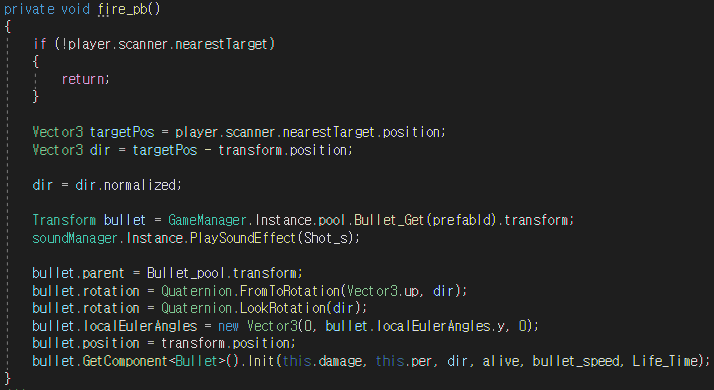 private void fire_pb()
{
if (!player.scanner.nearestTarget)
{
return;
}
Vector3 targetPos = player.scanner.nearestTarget.position;
Vector3 dir = targetPos - transform.position;
dir = dir.normalized;
Transform bullet = GameManager.Instance.pool.Bullet_Get(prefabId).transform;
soundManager.Instance.PlaySoundEffect(Shot_s);
bullet.parent = Bullet_pool.transform;
bullet.rotation = Quaternion.FromToRotation(Vector3.up, dir);
bullet.rotation = Quaternion.LookRotation(dir);
bullet.localEulerAngles = new Vector3(0, bullet.localEulerAngles.y, 0);
bullet.position = transform.position;
bullet.GetComponent<Bullet>().Init(this.damage, this.per, dir, alive, bullet_speed, Life_Time);
}